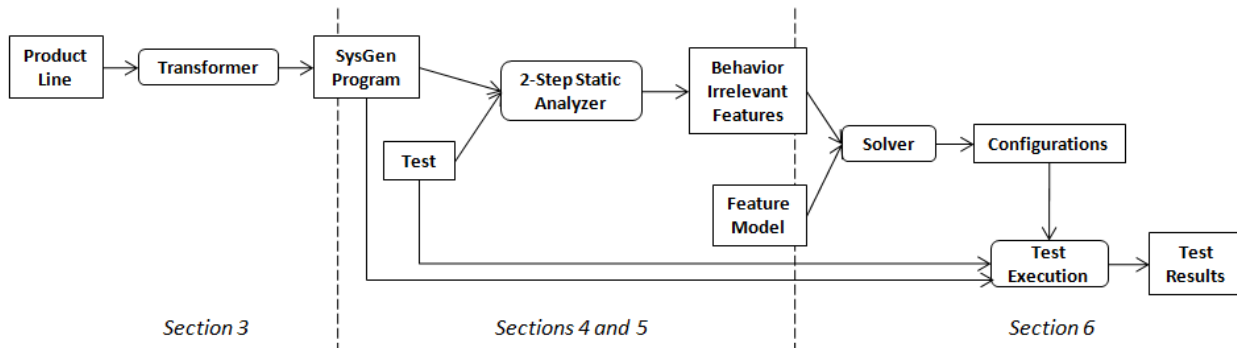 Product
Line
Transformer
SysGen
Program
2-Step Static
Analyzer
Behavior
Irrelevant
Features
Test
Solver
Configurations
Feature
Model
Test
Execution
Test
Results
Section 3
Sections 4 and 5
Section 6